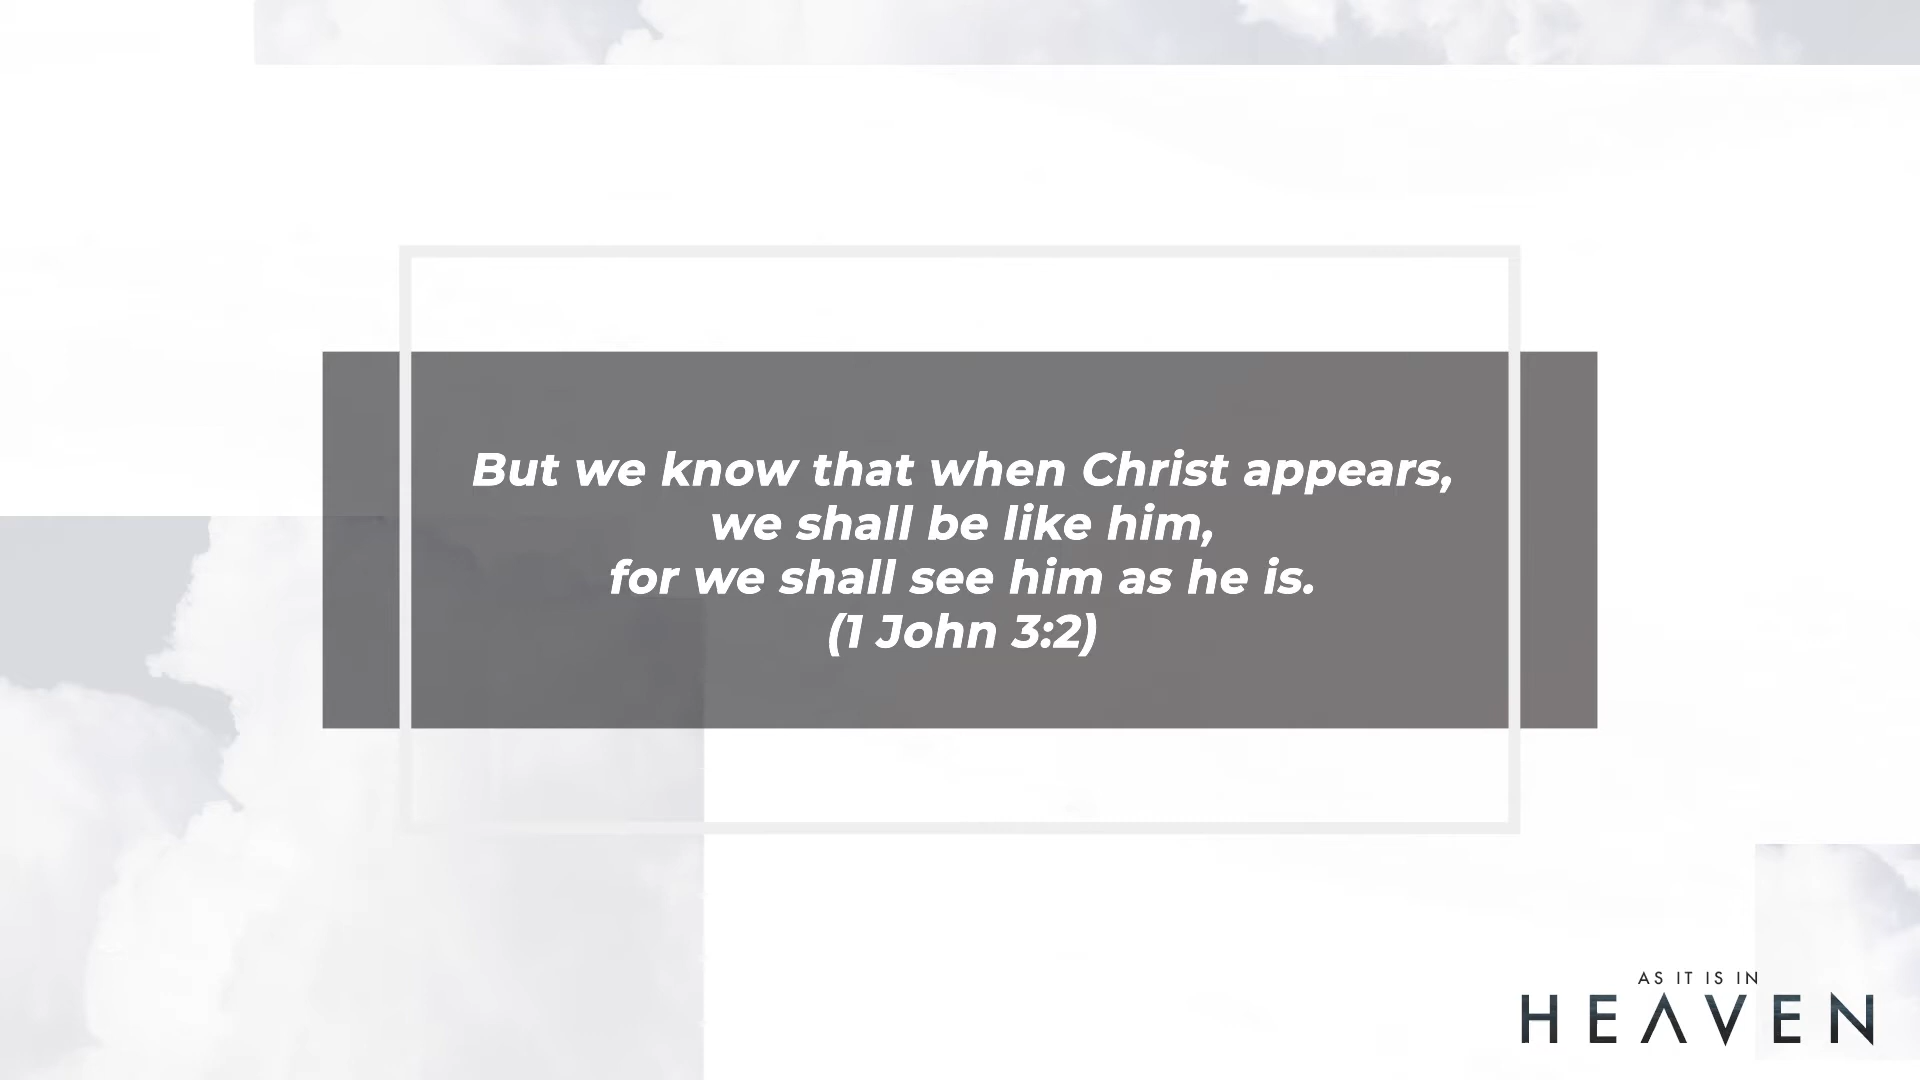 But we know that when Christ appears,
we shall be like him,
for we shall see him as he is.
(1 John 3:2)
AS IT IS IN
HEAVEN